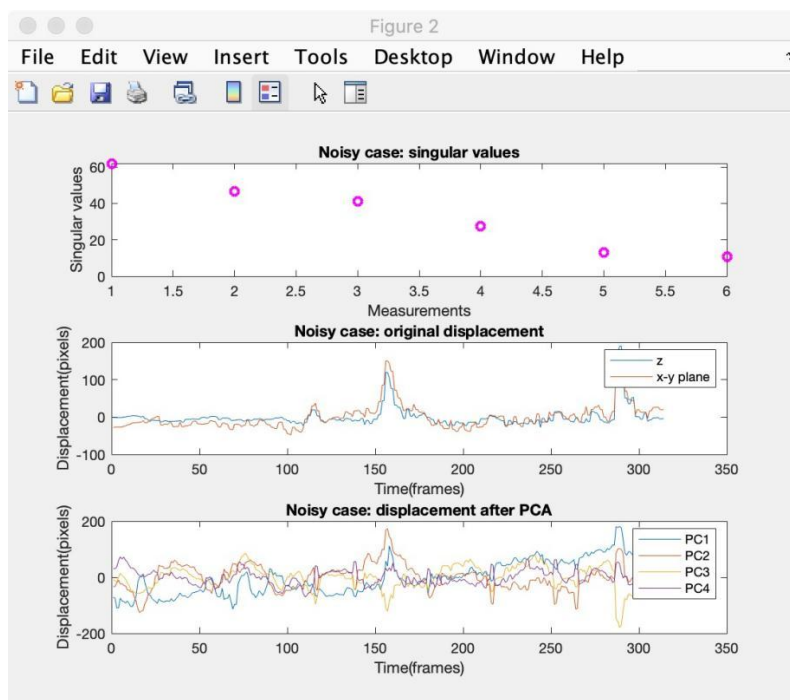 Figure 2
File Edit View Insert Tools Desktop Window Help
Noisy case: singular values
Singular values
60
40
20
0
1 1.5 2 2.5 3 3.5 4 4.5 5 5.5 6
Measurements
Noisy case: original displacement
Displacement(pixels)
200
100
0
-100
z
x-y plane
0 50 100 150 200 250 300 350
Time(frames)
Noisy case: displacement after PCA
Displacement(pixels)
200
0
-200
PC1
PC2
PC3
PC4
0 50 100 150 200 250 300 350
Time(frames)